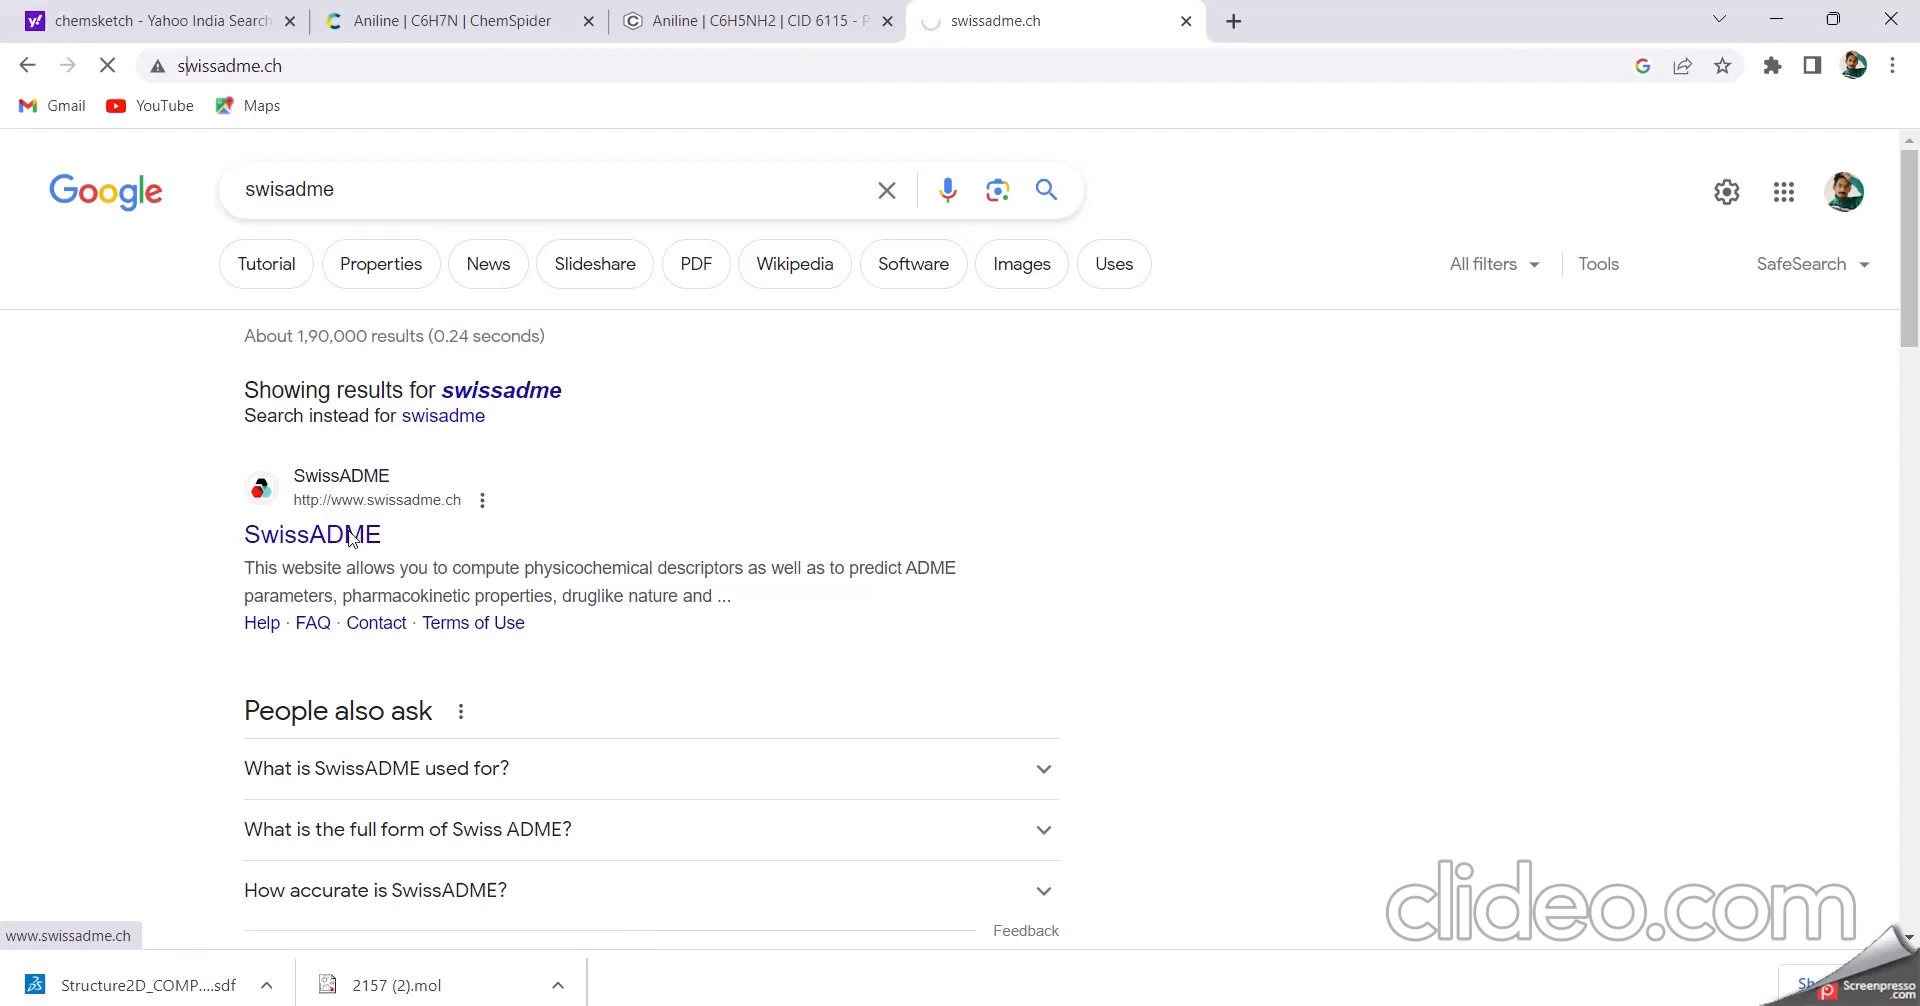 chemsketch - Yahoo India Search
Aniline | C6H7N | ChemSpider
Aniline | C6H5NH2 | CID 6115 - P
swissadme.ch
swissadme.ch
Gmail
YouTube
Maps
Google
swisadme
Tutorial
Properties
News
Slideshare
PDF
Wikipedia
Software
Images
Uses
All filters
Tools
SafeSearch
About 1,90,000 results (0.24 seconds)
Showing results for swissadme
Search instead for swisadme
SwissADME
http://www.swissadme.ch
SwissADME
This website allows you to compute physicochemical descriptors as well as to predict ADME
parameters, pharmacokinetic properties, druglike nature and ...
Help · FAQ · Contact · Terms of Use
People also ask
What is SwissADME used for?
What is the full form of Swiss ADME?
How accurate is SwissADME?
Feedback
clideo.com
www.swissadme.ch
Structure2D_COMP....sdf
2157 (2).mol
Screenpresso
.com